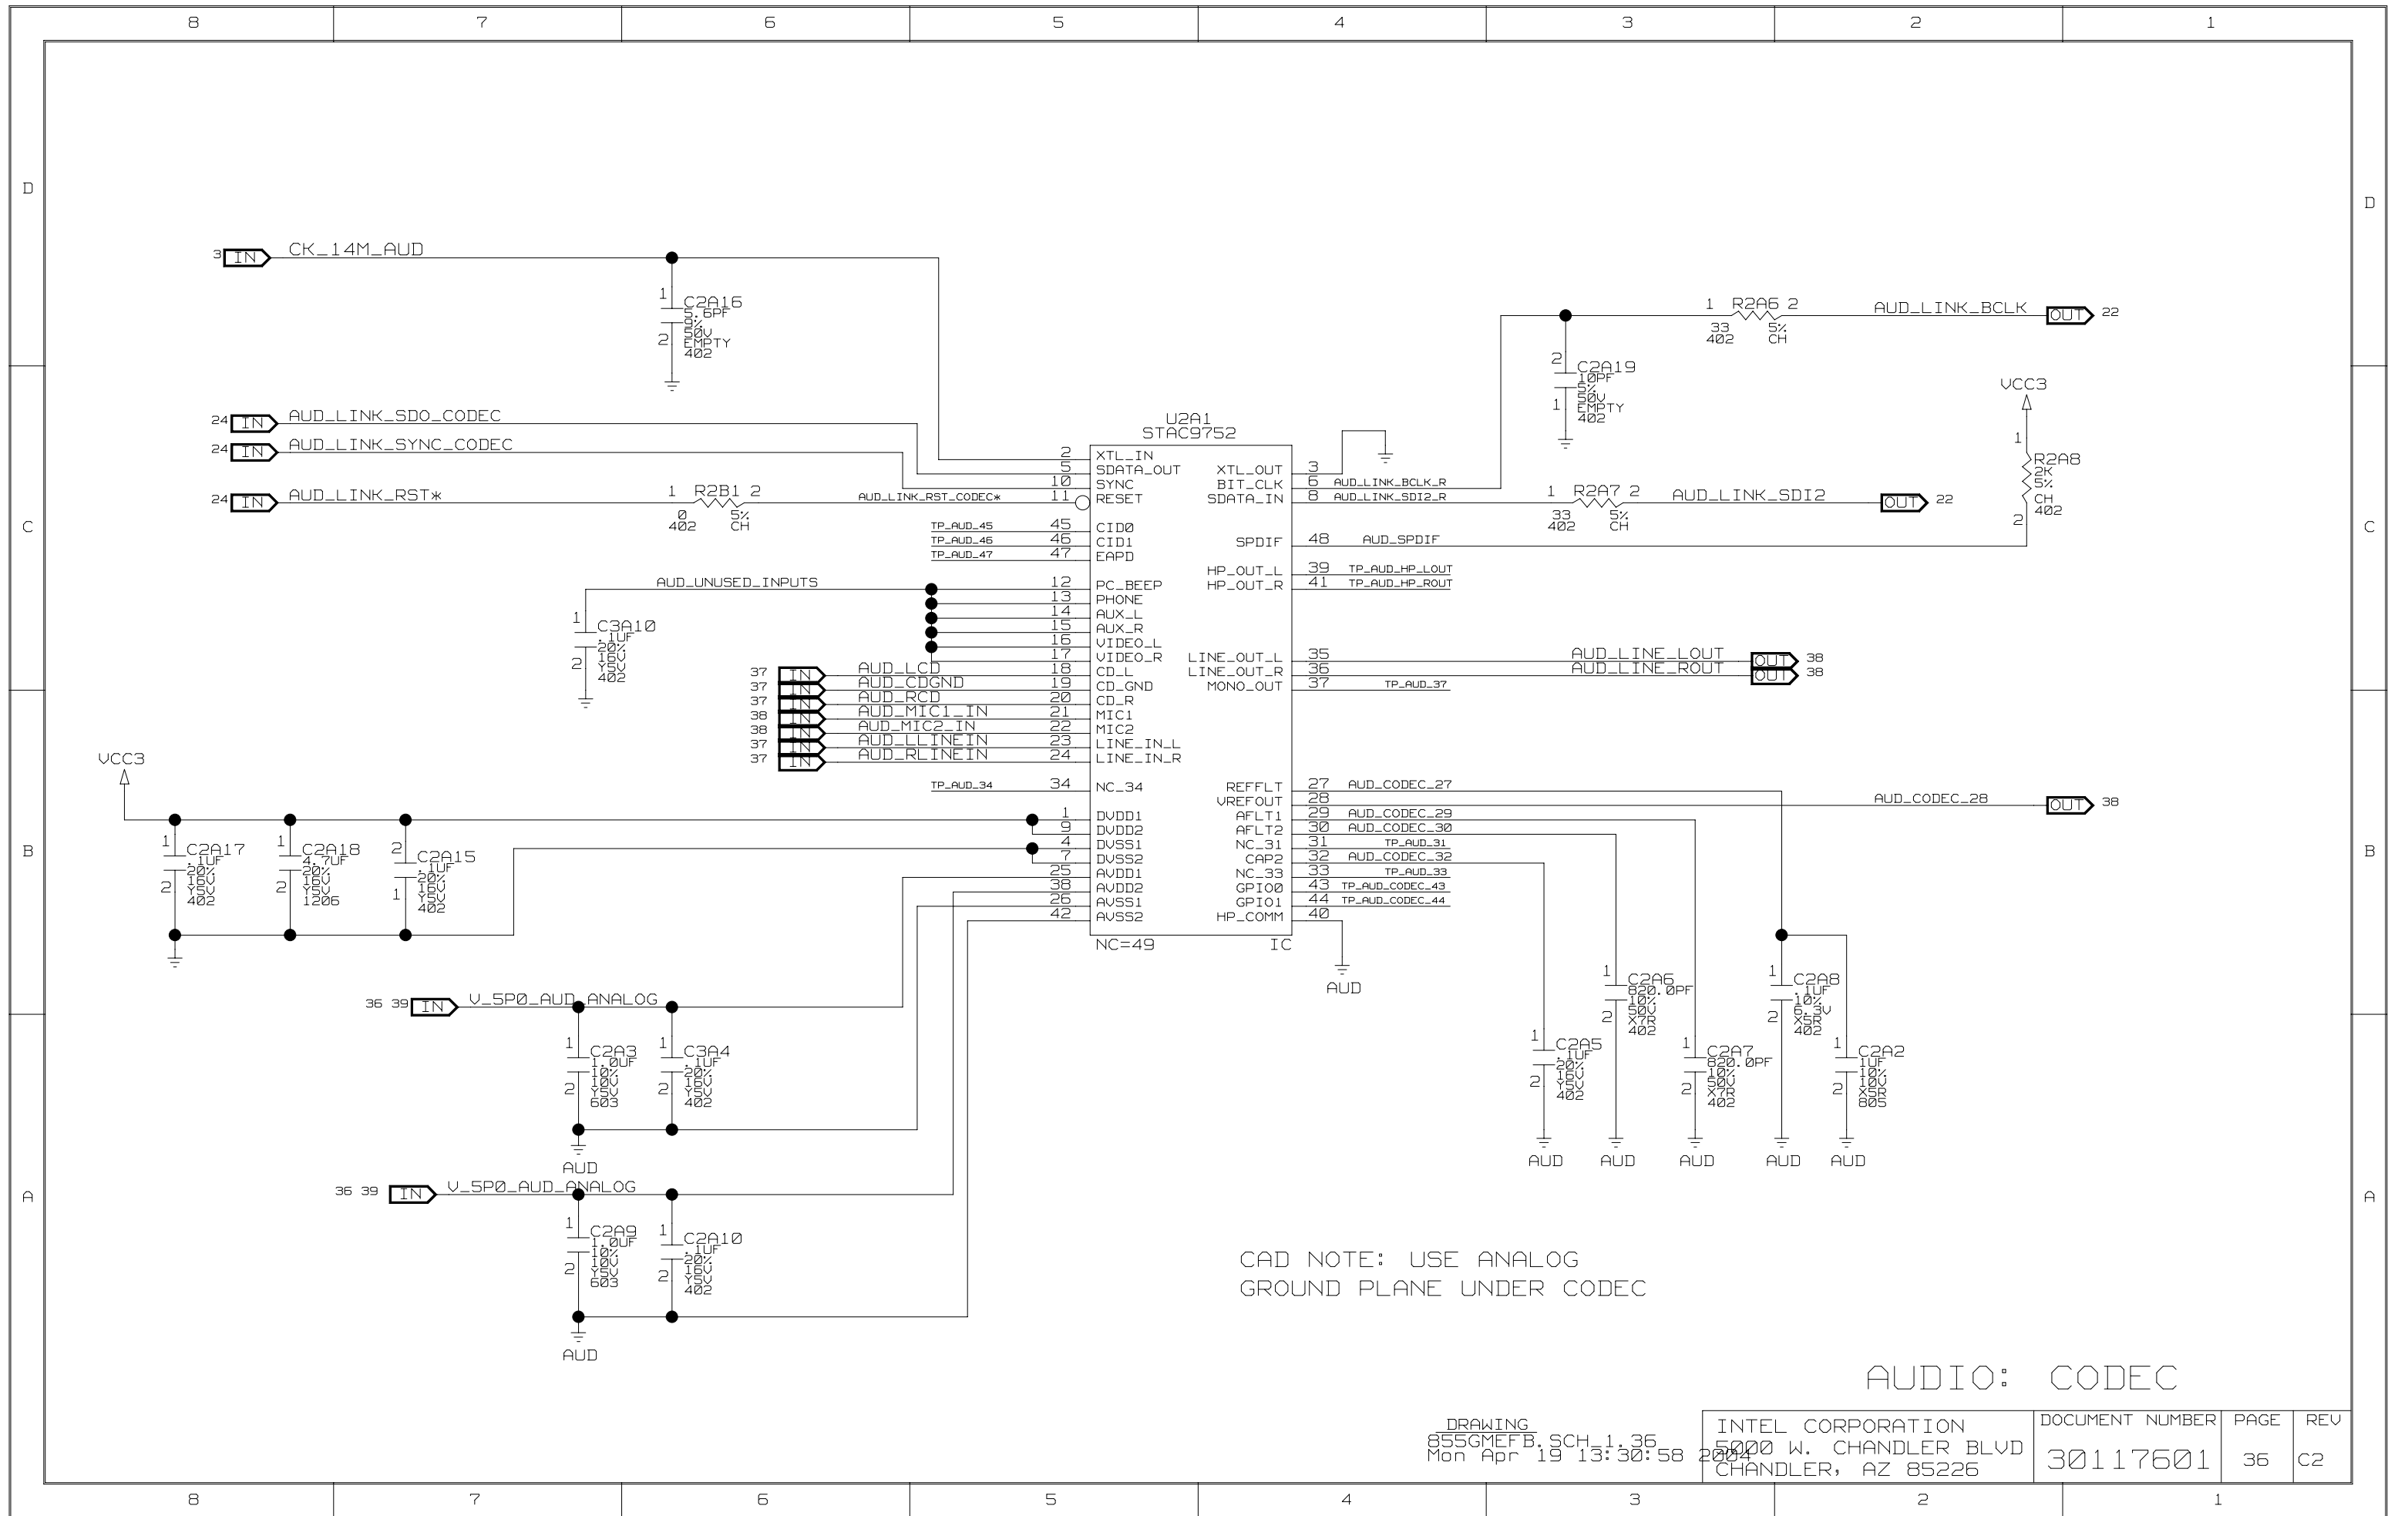 8 7 6 5 4 3 2 1
D D
3 IN CK_14M_AUD
1 C2A16
5.6PF
9%
50V
2 EMPTY
402
1 R2A6 2 AUD_LINK_BCLK OUT 22
33 5%
402 CH
2 C2A19
10PF
5%
50V
1 EMPTY
402
VCC3
1
R2A8
2K
5%
CH
402
2
24 IN AUD_LINK_SDO_CODEC
24 IN AUD_LINK_SYNC_CODEC
24 IN AUD_LINK_RST*
1 R2B1 2 AUD_LINK_RST_CODEC*
0 5%
402 CH
C C
U2A1
STAC9752
2 XTL_IN
5 SDATA_OUT
10 SYNC
11 RESET
TP_AUD_45 45 CID0
TP_AUD_46 46 CID1
TP_AUD_47 47 EAPD
AUD_UNUSED_INPUTS 12 PC_BEEP
13 PHONE
14 AUX_L
15 AUX_R
16 VIDEO_L
17 VIDEO_R
1 C3A10
.1UF
20%
16V
2 Y5V
402
37 IN AUD_LCD 18 CD_L
37 IN AUD_CDGND 19 CD_GND
37 IN AUD_RCD 20 CD_R
38 IN AUD_MIC1_IN 21 MIC1
38 IN AUD_MIC2_IN 22 MIC2
37 IN AUD_LLINEIN 23 LINE_IN_L
37 IN AUD_RLINEIN 24 LINE_IN_R
TP_AUD_34 34 NC_34
1 DVDD1
9 DVDD2
4 DVSS1
7 DVSS2
25 AVDD1
38 AVDD2
26 AVSS1
42 AVSS2
NC=49 IC
XTL_OUT 3
BIT_CLK 6 AUD_LINK_BCLK_R
SDATA_IN 8 AUD_LINK_SDI2_R 1 R2A7 2 AUD_LINK_SDI2 OUT 22
33 5%
402 CH
SPDIF 48 AUD_SPDIF
HP_OUT_L 39 TP_AUD_HP_LOUT
HP_OUT_R 41 TP_AUD_HP_ROUT
LINE_OUT_L 35 AUD_LINE_LOUT OUT 38
LINE_OUT_R 36 AUD_LINE_ROUT OUT 38
MONO_OUT 37 TP_AUD_37
REFFLT 27 AUD_CODEC_27
VREFOUT 28 AUD_CODEC_28 OUT 38
AFLT1 29 AUD_CODEC_29
AFLT2 30 AUD_CODEC_30
NC_31 31 TP_AUD_31
CAP2 32 AUD_CODEC_32
NC_33 33 TP_AUD_33
GPIO0 43 TP_AUD_CODEC_43
GPIO1 44 TP_AUD_CODEC_44
HP_COMM 40
AUD
VCC3
B B
1 C2A17
.1UF
20%
16V
2 Y5V
402
1 C2A18
4.7UF
20%
16V
2 Y5V
1206
2 C2A15
.1UF
20%
16V
1 Y5V
402
36 39 IN V_5P0_AUD_ANALOG
1 C2A3
1.0UF
10%
10V
2 Y5V
603
1 C3A4
.1UF
20%
16V
2 Y5V
402
AUD
36 39 IN V_5P0_AUD_ANALOG
1 C2A9
1.0UF
10%
10V
2 Y5V
603
1 C2A10
.1UF
20%
16V
2 Y5V
402
AUD
1 C2A5
.1UF
20%
16V
2 Y5V
402
1 C2A6
820.0PF
10%
50V
2 X7R
402
1 C2A7
820.0PF
10%
50V
2 X7R
402
1 C2A8
.1UF
10%
6.3V
2 X5R
402
1 C2A2
1UF
10%
10V
2 X5R
805
AUD AUD AUD AUD AUD
A A
CAD NOTE: USE ANALOG
GROUND PLANE UNDER CODEC
AUDIO: CODEC
DRAWING
855GMEFB.SCH_1.36
Mon Apr 19 13:30:58 2004
INTEL CORPORATION
5000 W. CHANDLER BLVD
CHANDLER, AZ 85226
DOCUMENT NUMBER PAGE REV
30117601 36 C2
8 7 6 5 4 3 2 1